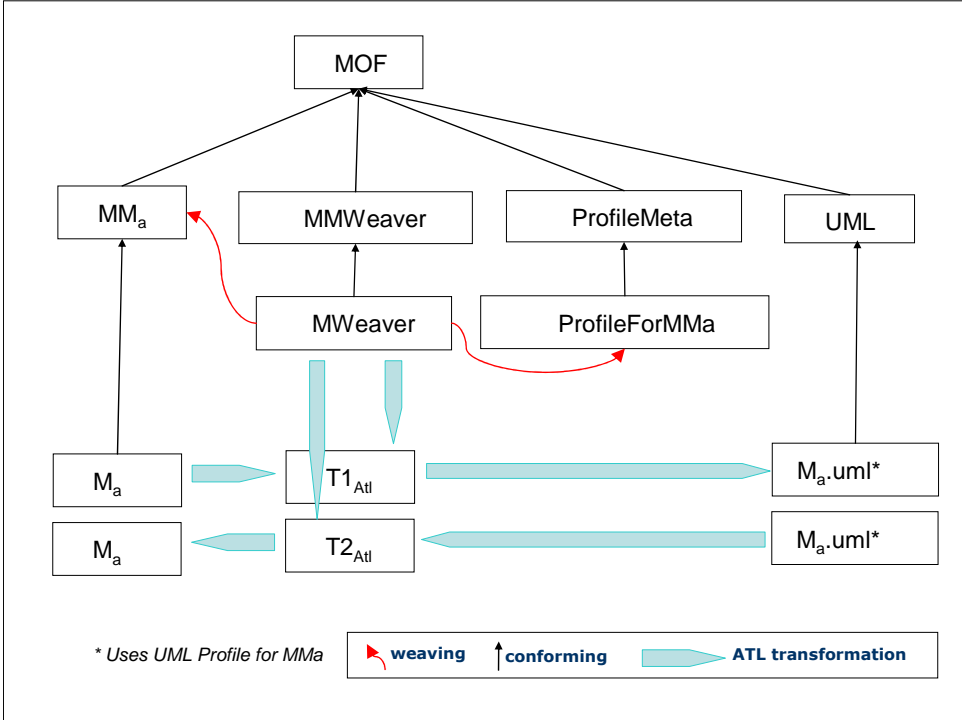 MOF
MMₐ
MMWeaver
ProfileMeta
UML
MWeaver
ProfileForMMa
Mₐ
T1Atl
Mₐ.uml*
Mₐ
T2Atl
Mₐ.uml*
* Uses UML Profile for MMa
weaving
conforming
ATL transformation